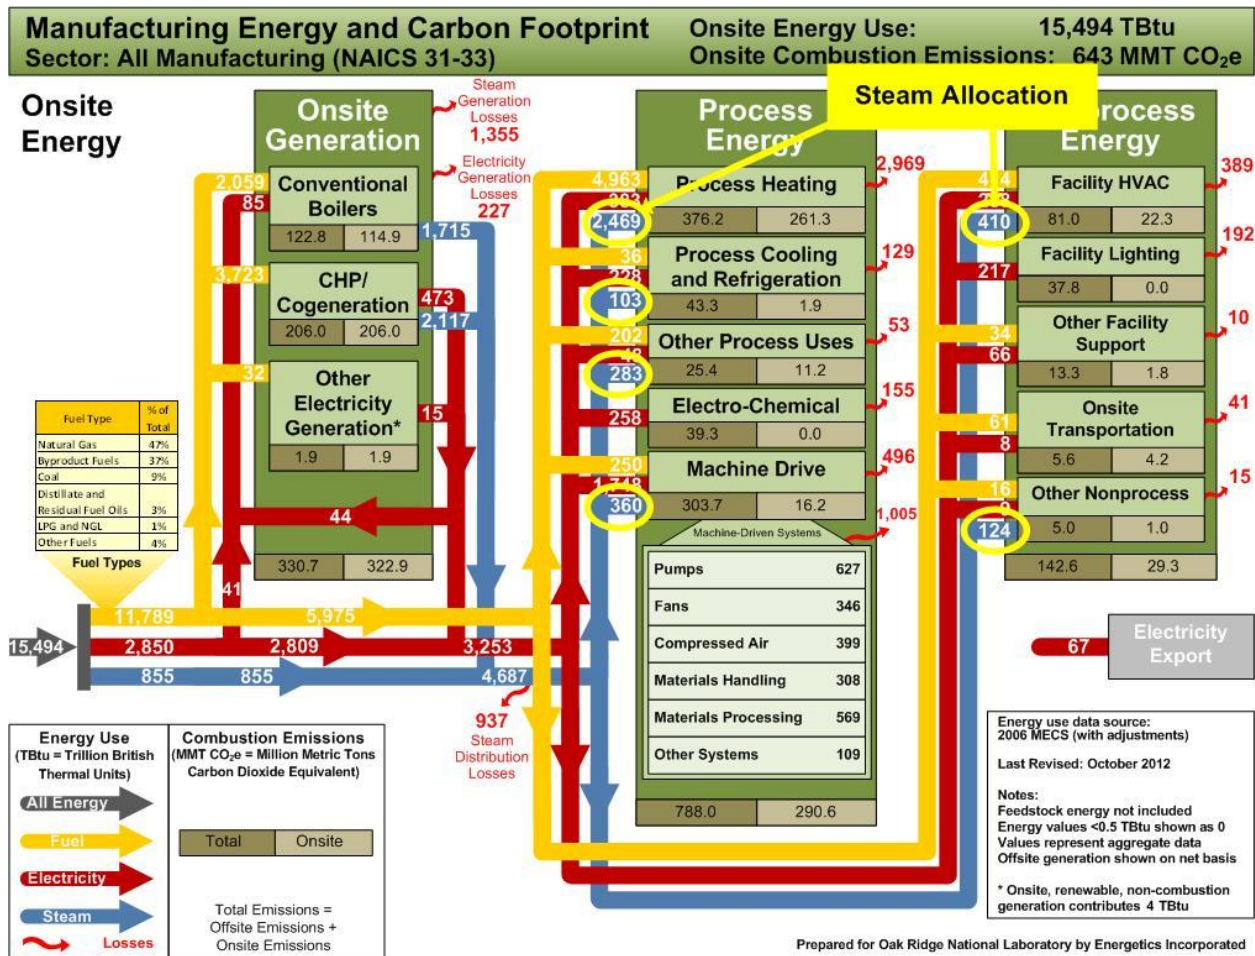 Manufacturing Energy and Carbon Footprint
Sector: All Manufacturing (NAICS 31-33)
Onsite Energy Use: 15,494 TBtu
Onsite Combustion Emissions: 643 MMT CO₂e
Onsite
Energy
Onsite
Generation
Steam
Generation
Losses
1,355
Electricity
Generation
Losses
227
2,059
85
Conventional
Boilers
122.8 114.9
1,715
3,723
CHP/
Cogeneration
206.0 206.0
473
2,117
32
Other
Electricity
Generation*
1.9 1.9
15
44
330.7 322.9
41
Fuel Type % of Total
Natural Gas 47%
Byproduct Fuels 37%
Coal 9%
Distillate and
Residual Fuel Oils 3%
LPG and NGL 1%
Other Fuels 4%
Fuel Types
15,494
11,789 5,975
2,850 2,809 3,253
855 855 4,687
937
Steam
Distribution
Losses
Steam Allocation
Process
Energy
4,963
2,469
Process Heating
376.2 261.3
2,969
36
228
103
Process Cooling
and Refrigeration
43.3 1.9
129
202
283
Other Process Uses
25.4 11.2
53
258
Electro-Chemical
39.3 0.0
155
250
1,748
360
Machine Drive
303.7 16.2
496
Machine-Driven Systems
1,005
Pumps 627
Fans 346
Compressed Air 399
Materials Handling 308
Materials Processing 569
Other Systems 109
788.0 290.6
Energy
410
Facility HVAC
81.0 22.3
389
217
Facility Lighting
37.8 0.0
192
34
66
Other Facility
Support
13.3 1.8
10
61
8
Onsite
Transportation
5.6 4.2
41
16
124
Other Nonprocess
5.0 1.0
15
142.6 29.3
67
Electricity
Export
Energy Use
(TBtu = Trillion British
Thermal Units)
All Energy
Fuel
Electricity
Steam
Losses
Combustion Emissions
(MMT CO₂e = Million Metric Tons
Carbon Dioxide Equivalent)
Total Onsite
Total Emissions =
Offsite Emissions +
Onsite Emissions
Energy use data source:
2006 MECS (with adjustments)
Last Revised: October 2012
Notes:
Feedstock energy not included
Energy values <0.5 TBtu shown as 0
Values represent aggregate data
Offsite generation shown on net basis
* Onsite, renewable, non-combustion
generation contributes 4 TBtu
Prepared for Oak Ridge National Laboratory by Energetics Incorporated